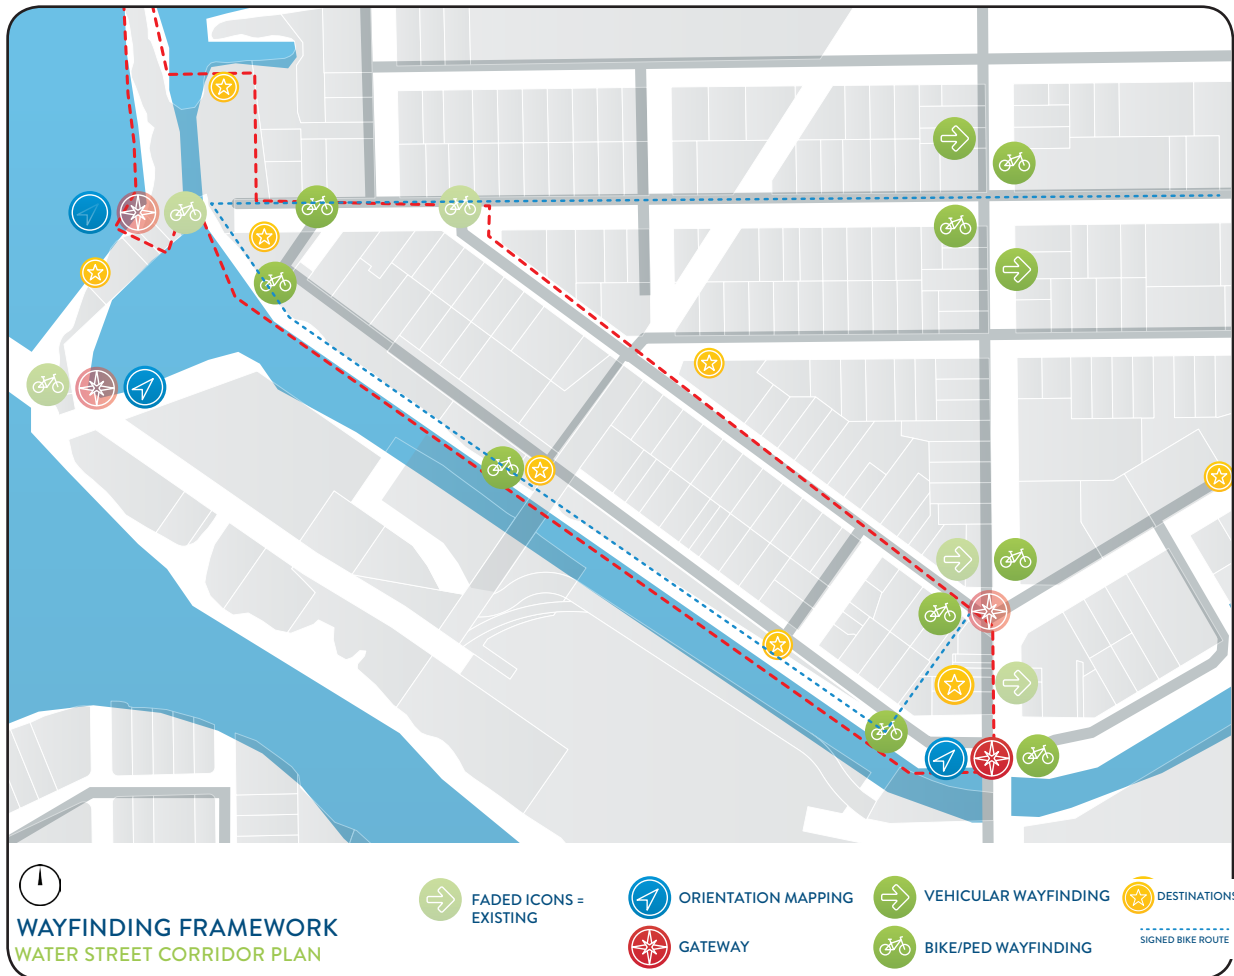 WAYFINDING FRAMEWORK
WATER STREET CORRIDOR PLAN
FADED ICONS =
EXISTING
ORIENTATION MAPPING
GATEWAY
VEHICULAR WAYFINDING
BIKE/PED WAYFINDING
DESTINATIONS
SIGNED BIKE ROUTE